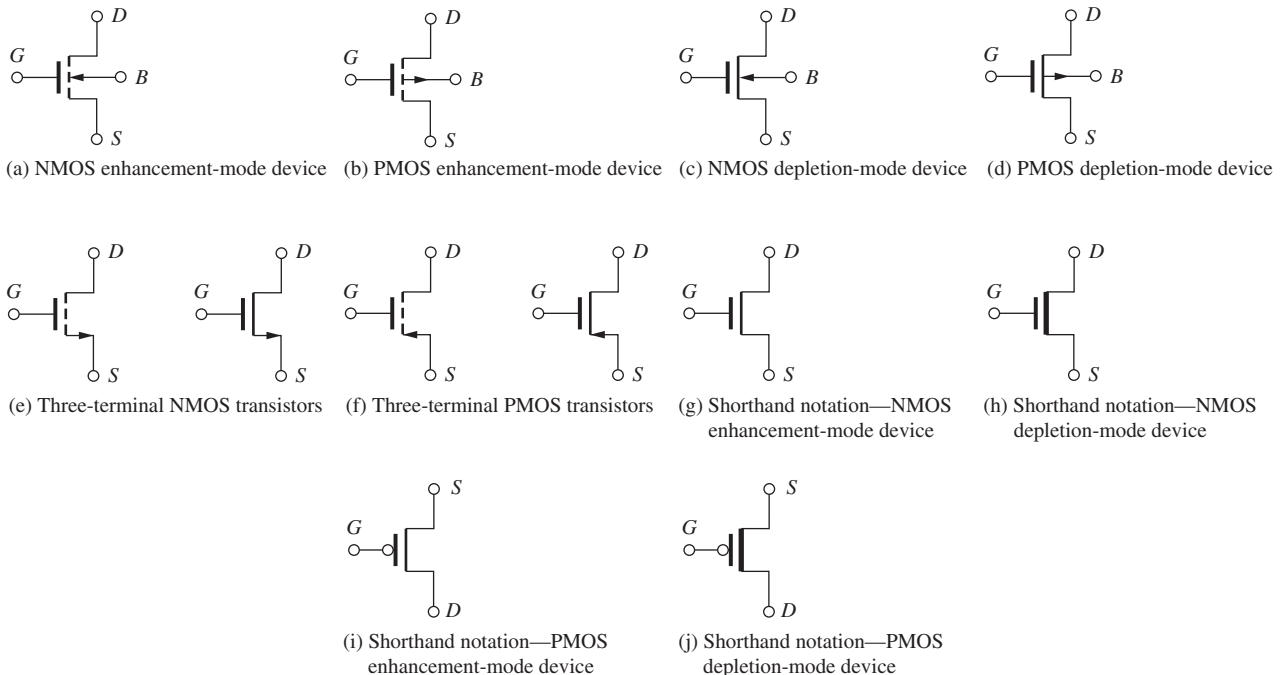 D
G
B
S
(a) NMOS enhancement-mode device
D
G
B
S
(b) PMOS enhancement-mode device
D
G
B
S
(c) NMOS depletion-mode device
D
G
B
S
(d) PMOS depletion-mode device
D
G
S
D
G
S
(e) Three-terminal NMOS transistors
D
G
S
D
G
S
(f) Three-terminal PMOS transistors
D
G
S
(g) Shorthand notation—NMOS
enhancement-mode device
D
G
S
(h) Shorthand notation—NMOS
depletion-mode device
S
G
D
(i) Shorthand notation—PMOS
enhancement-mode device
S
G
D
(j) Shorthand notation—PMOS
depletion-mode device